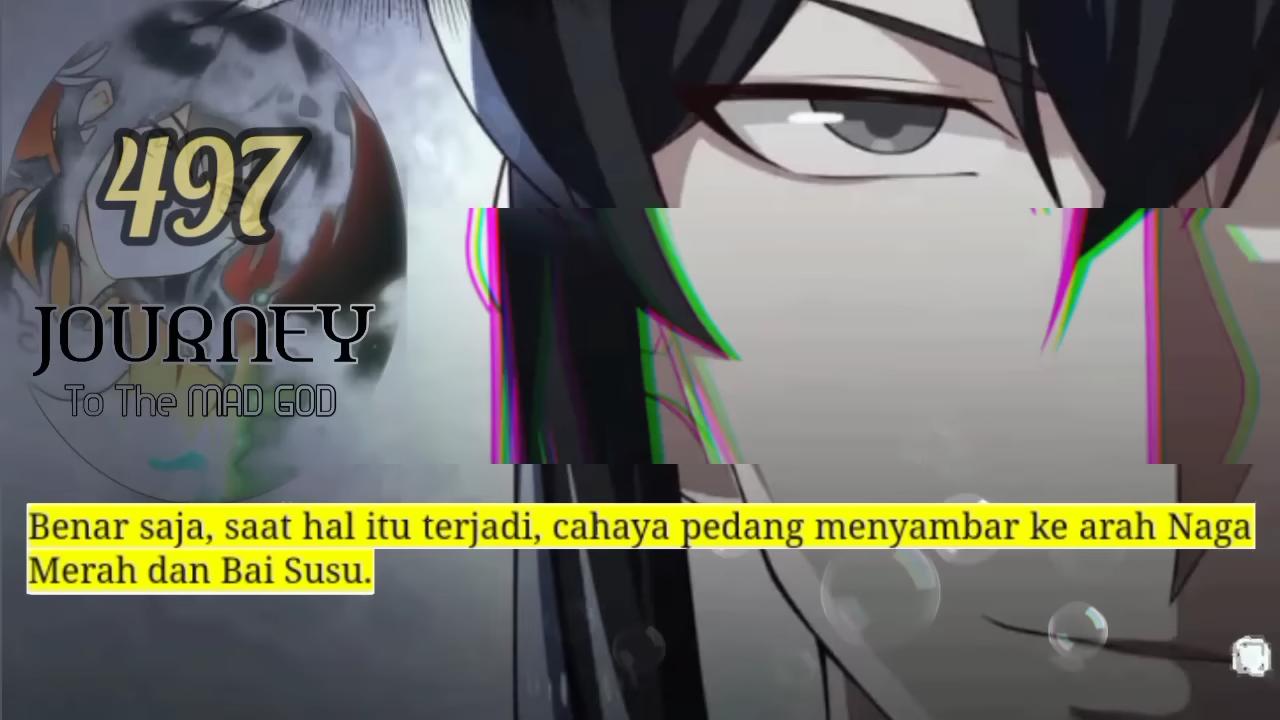 497
JOURNEY
To The MAD GOD
Benar saja, saat hal itu terjadi, cahaya pedang menyambar ke arah Naga
Merah dan Bai Susu.